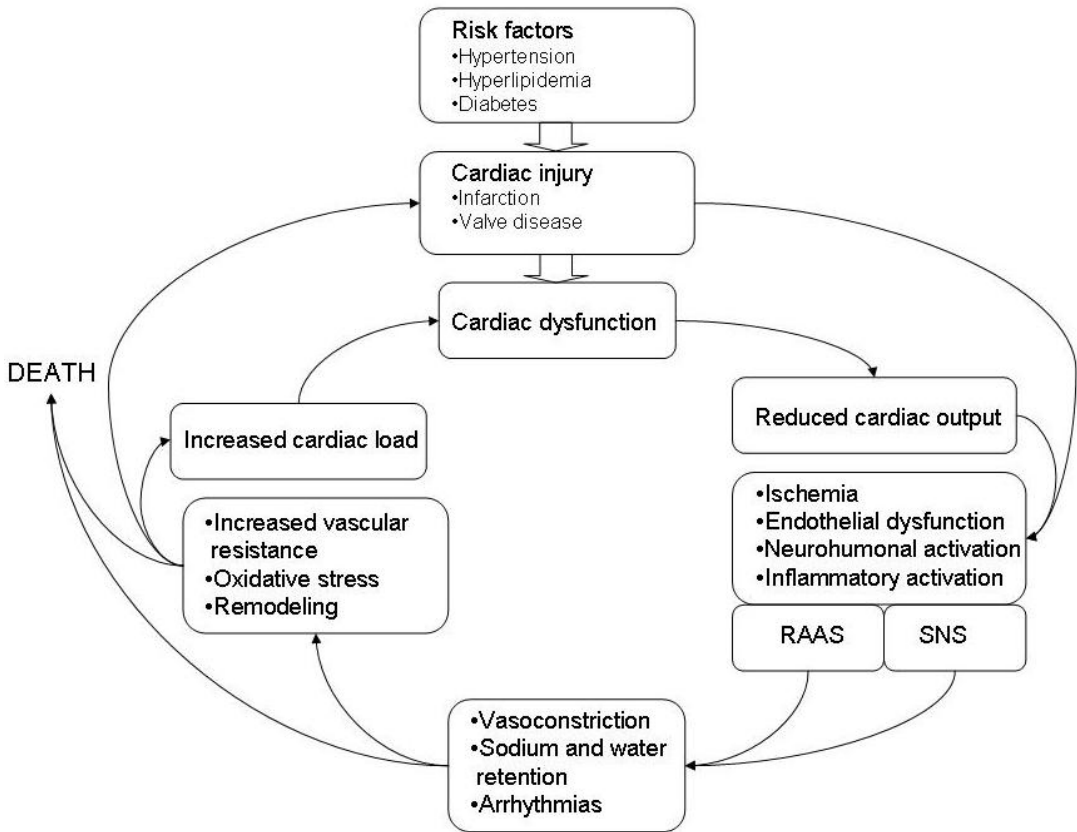 Risk factors
•Hypertension
•Hyperlipidemia
•Diabetes
Cardiac injury
•Infarction
•Valve disease
Cardiac dysfunction
DEATH
Increased cardiac load
Reduced cardiac output
•Increased vascular
resistance
•Oxidative stress
•Remodeling
•Ischemia
•Endothelial dysfunction
•Neurohumonal activation
•Inflammatory activation
RAAS
SNS
•Vasoconstriction
•Sodium and water
retention
•Arrhythmias